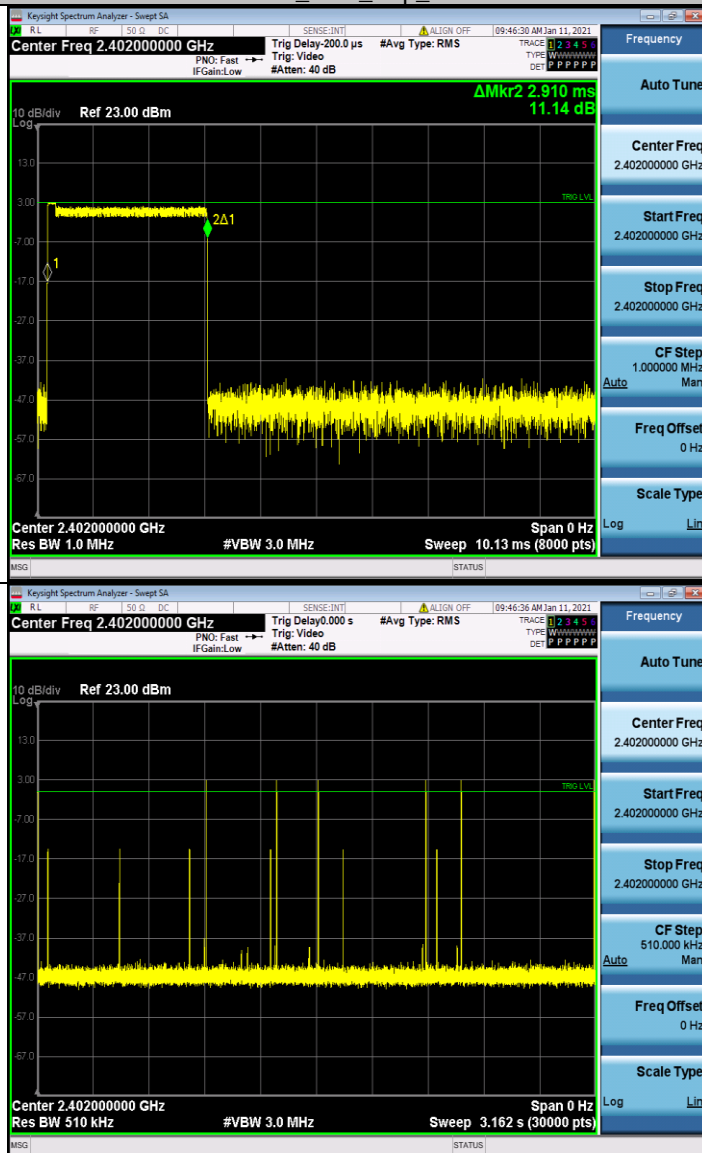 Keysight Spectrum Analyzer - Swept SA
RL RF 50 Ω DC SENSE:INT ALIGN OFF 09:46:30 AM Jan 11, 2021
Center Freq 2.402000000 GHz
PNO: Fast
IFGain:Low
Trig Delay-200.0 µs
Trig: Video
#Atten: 40 dB
#Avg Type: RMS
TRACE 1 2 3 4 5 6
TYPE WWWWWW
DET P P P P P P
ΔMkr2 2.910 ms
11.14 dB
10 dB/div Ref 23.00 dBm
Log
13.0
3.00
TRIG LVL
2Δ1
-7.00
1
-17.0
-27.0
-37.0
-47.0
-57.0
-67.0
Center 2.402000000 GHz Span 0 Hz
Res BW 1.0 MHz #VBW 3.0 MHz Sweep 10.13 ms (8000 pts)
MSG STATUS
Frequency
Auto Tune
Center Freq
2.402000000 GHz
Start Freq
2.402000000 GHz
Stop Freq
2.402000000 GHz
CF Step
1.000000 MHz
Auto Man
Freq Offset
0 Hz
Scale Type
Log Lin
Keysight Spectrum Analyzer - Swept SA
RL RF 50 Ω DC SENSE:INT ALIGN OFF 09:46:36 AM Jan 11, 2021
Center Freq 2.402000000 GHz
PNO: Fast
IFGain:Low
Trig Delay0.000 s
Trig: Video
#Atten: 40 dB
#Avg Type: RMS
TRACE 1 2 3 4 5 6
TYPE WWWWWW
DET P P P P P P
10 dB/div Ref 23.00 dBm
Log
13.0
3.00
TRIG LVL
-7.00
-17.0
-27.0
-37.0
-47.0
-57.0
-67.0
Center 2.402000000 GHz Span 0 Hz
Res BW 510 kHz #VBW 3.0 MHz Sweep 3.162 s (30000 pts)
MSG STATUS
Frequency
Auto Tune
Center Freq
2.402000000 GHz
Start Freq
2.402000000 GHz
Stop Freq
2.402000000 GHz
CF Step
510.000 kHz
Auto Man
Freq Offset
0 Hz
Scale Type
Log Lin